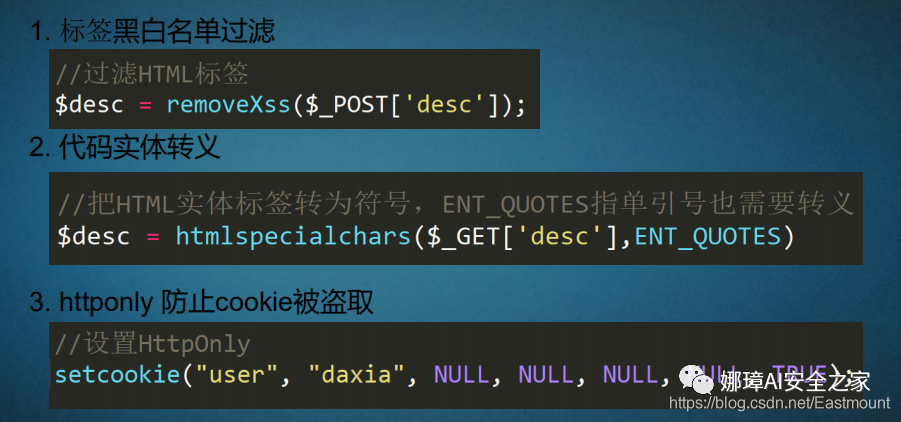 1. 标签黑白名单过滤
//过滤HTML标签
$desc = removeXss($_POST['desc']);
2. 代码实体转义
//把HTML实体标签转为符号，ENT_QUOTES指单引号也需要转义
$desc = htmlspecialchars($_GET['desc'],ENT_QUOTES)
3. httponly 防止cookie被盗取
//设置HttpOnly
setcookie("user", "daxia", NULL, NULL, NULL, NULL, TRUE);
娜璋AI安全之家
https://blog.csdn.net/Eastmount